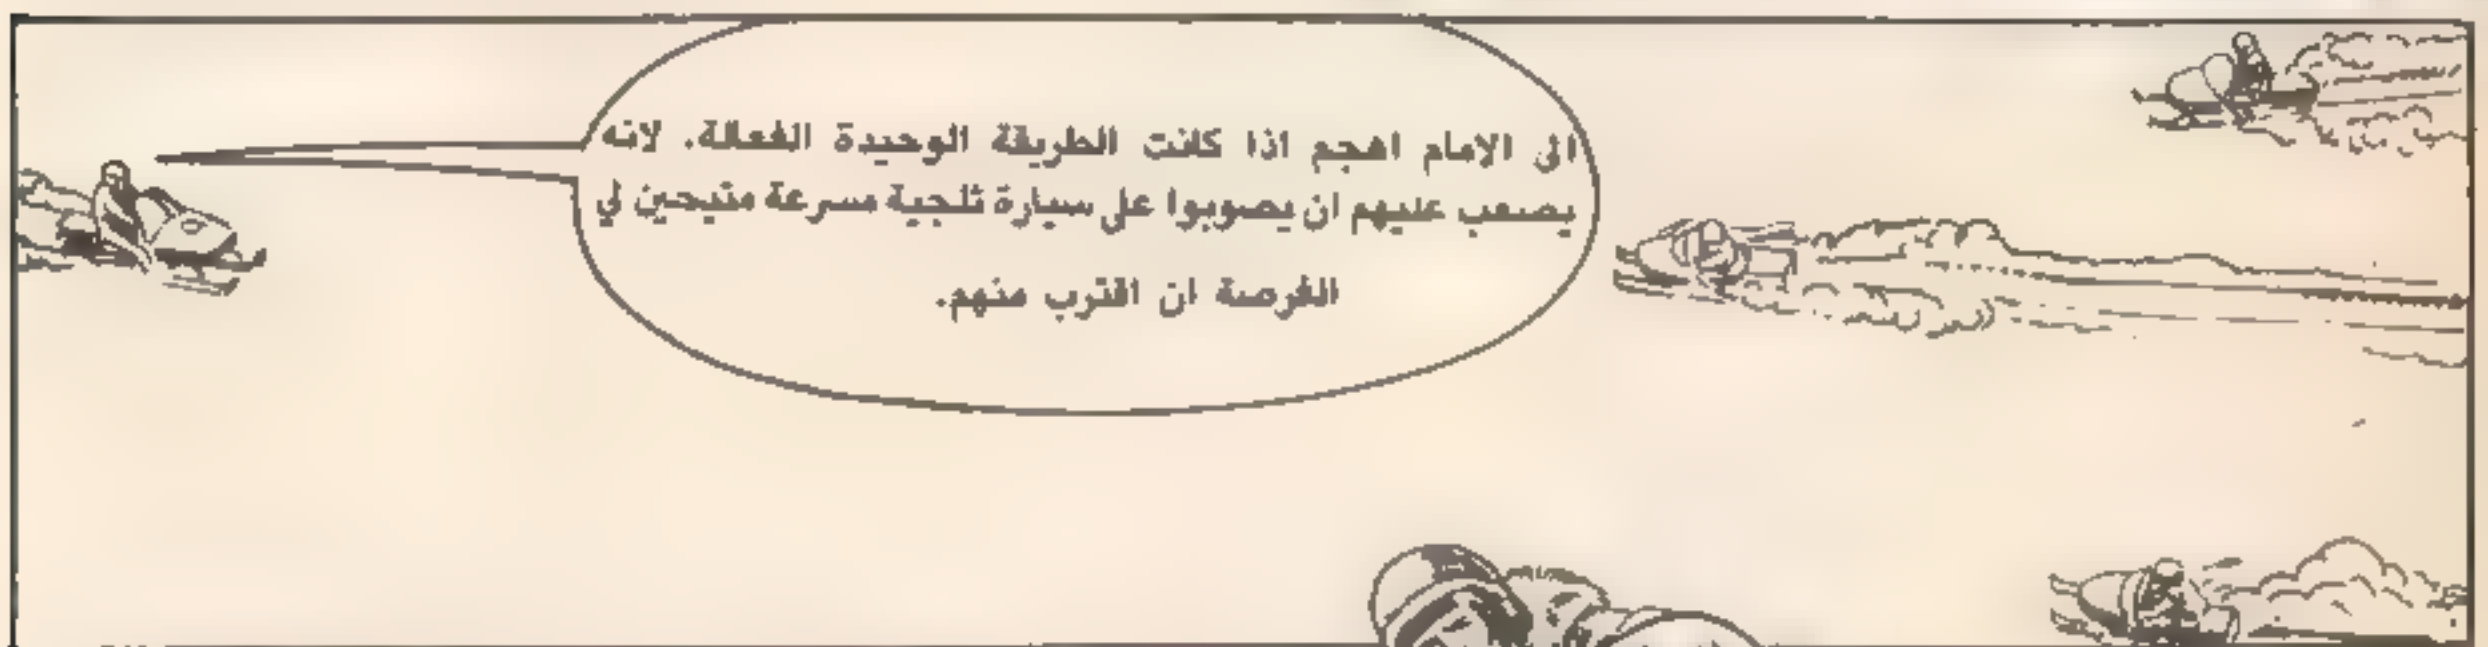 الى الامام اهجم اذا كانت الطريقة الوحيدة الفعالة. لانه
يصعب عليهم ان يصوبوا على سيارة ثلجية مسرعة متيحين لي
الفرصة ان اقترب منهم.